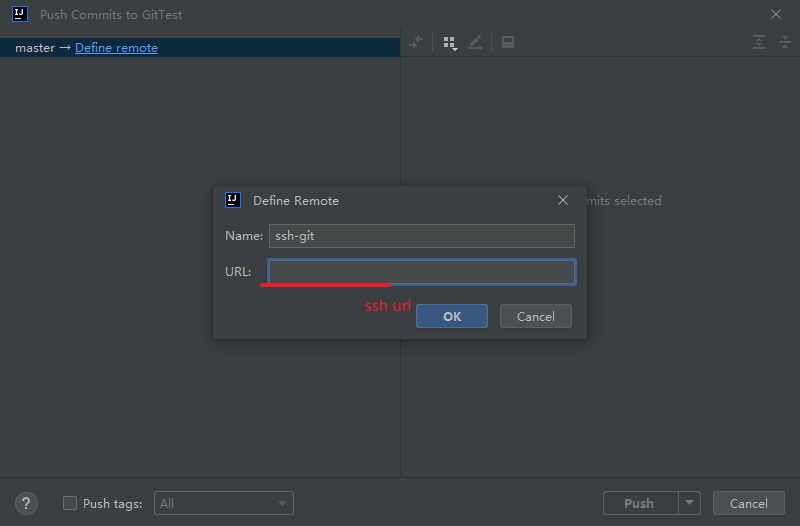 Push Commits to GitTest
master → Define remote
mits selected
Define Remote
Name: ssh-git
URL:
ssh url
OK
Cancel
? Push tags: All
Push
Cancel